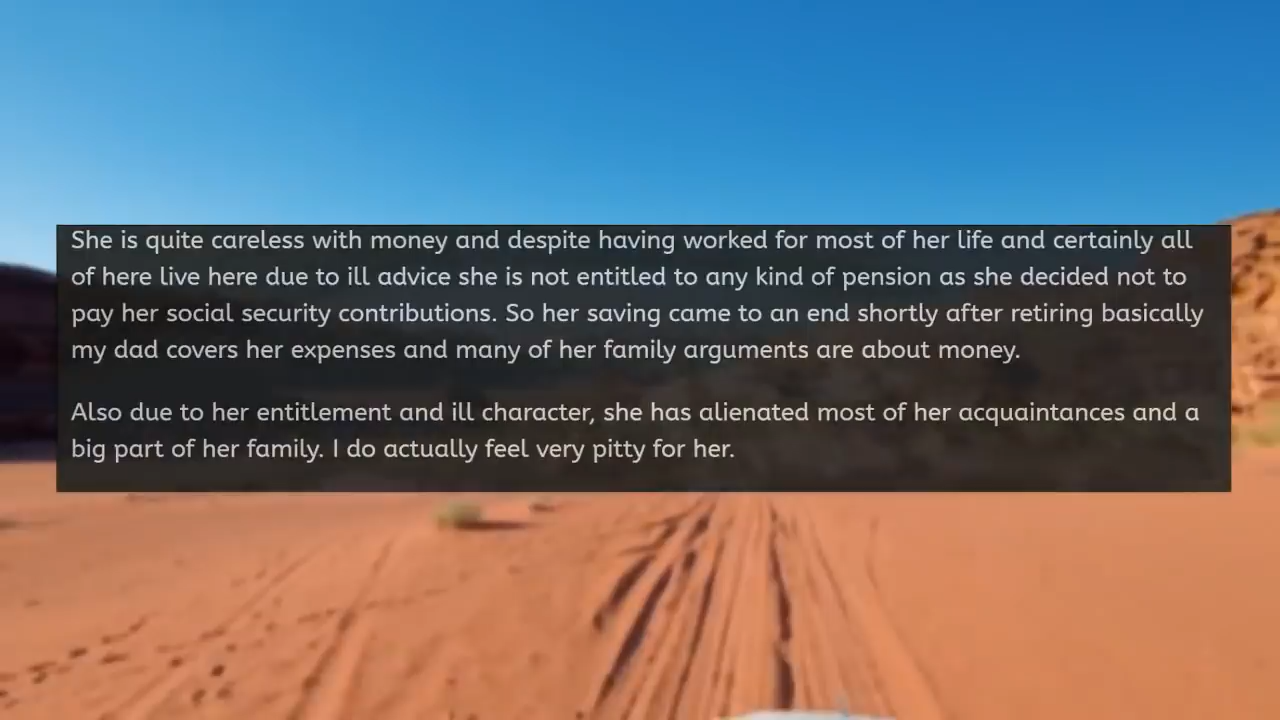 She is quite careless with money and despite having worked for most of her life and certainly all
of here live here due to ill advice she is not entitled to any kind of pension as she decided not to
pay her social security contributions. So her saving came to an end shortly after retiring basically
my dad covers her expenses and many of her family arguments are about money.
Also due to her entitlement and ill character, she has alienated most of her acquaintances and a
big part of her family. I do actually feel very pitty for her.